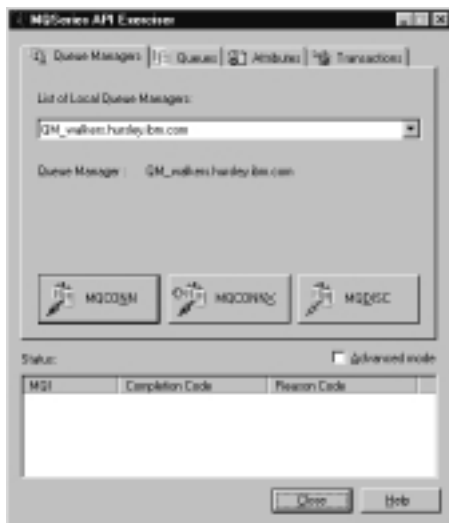 MQSeries API Exerciser
Queue Managers Queues Attributes Transactions
List of Local Queue Managers:
QM_walkers.hursley.ibm.com
Queue Manager : QM_walkers.hursley.ibm.com
MQCONN MQCONNX MQDISC
Status: Advanced mode
MQI Completion Code Reason Code
Close Help